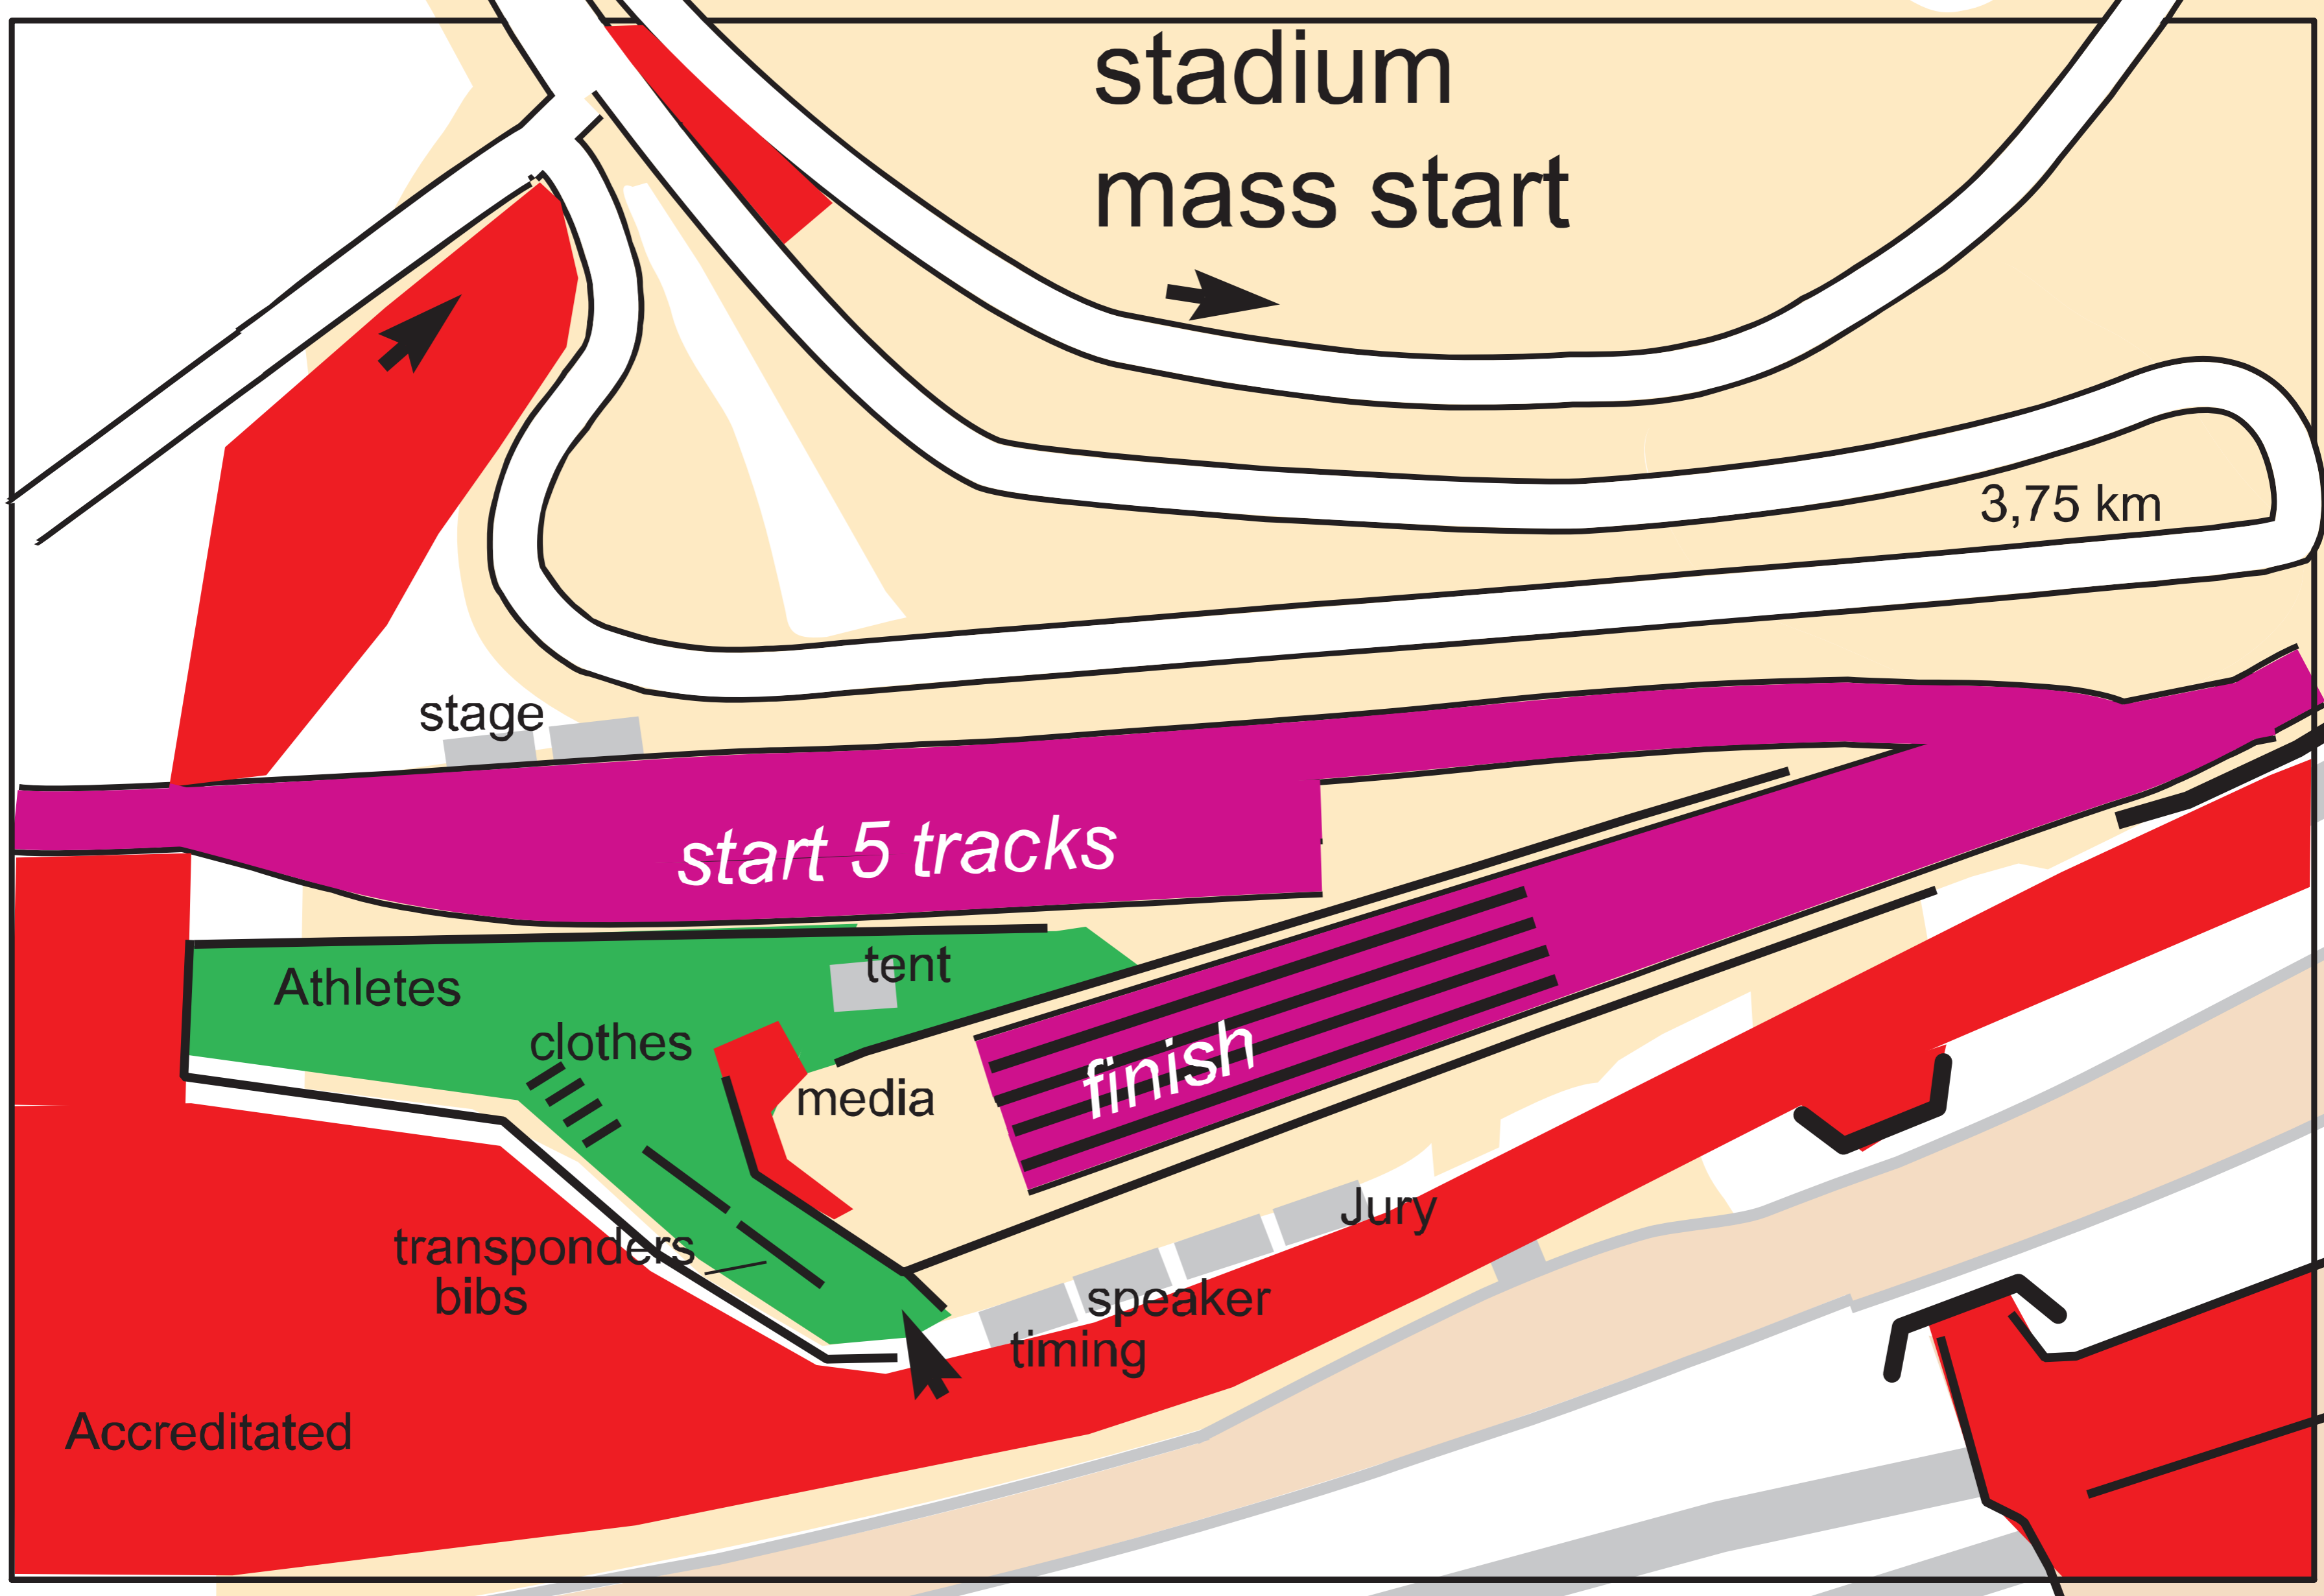 stadium
mass start
3,75 km
stage
start 5 tracks
tent
Athletes
clothes
media
finish
Jury
transponders
bibs
speaker
timing
Accreditated